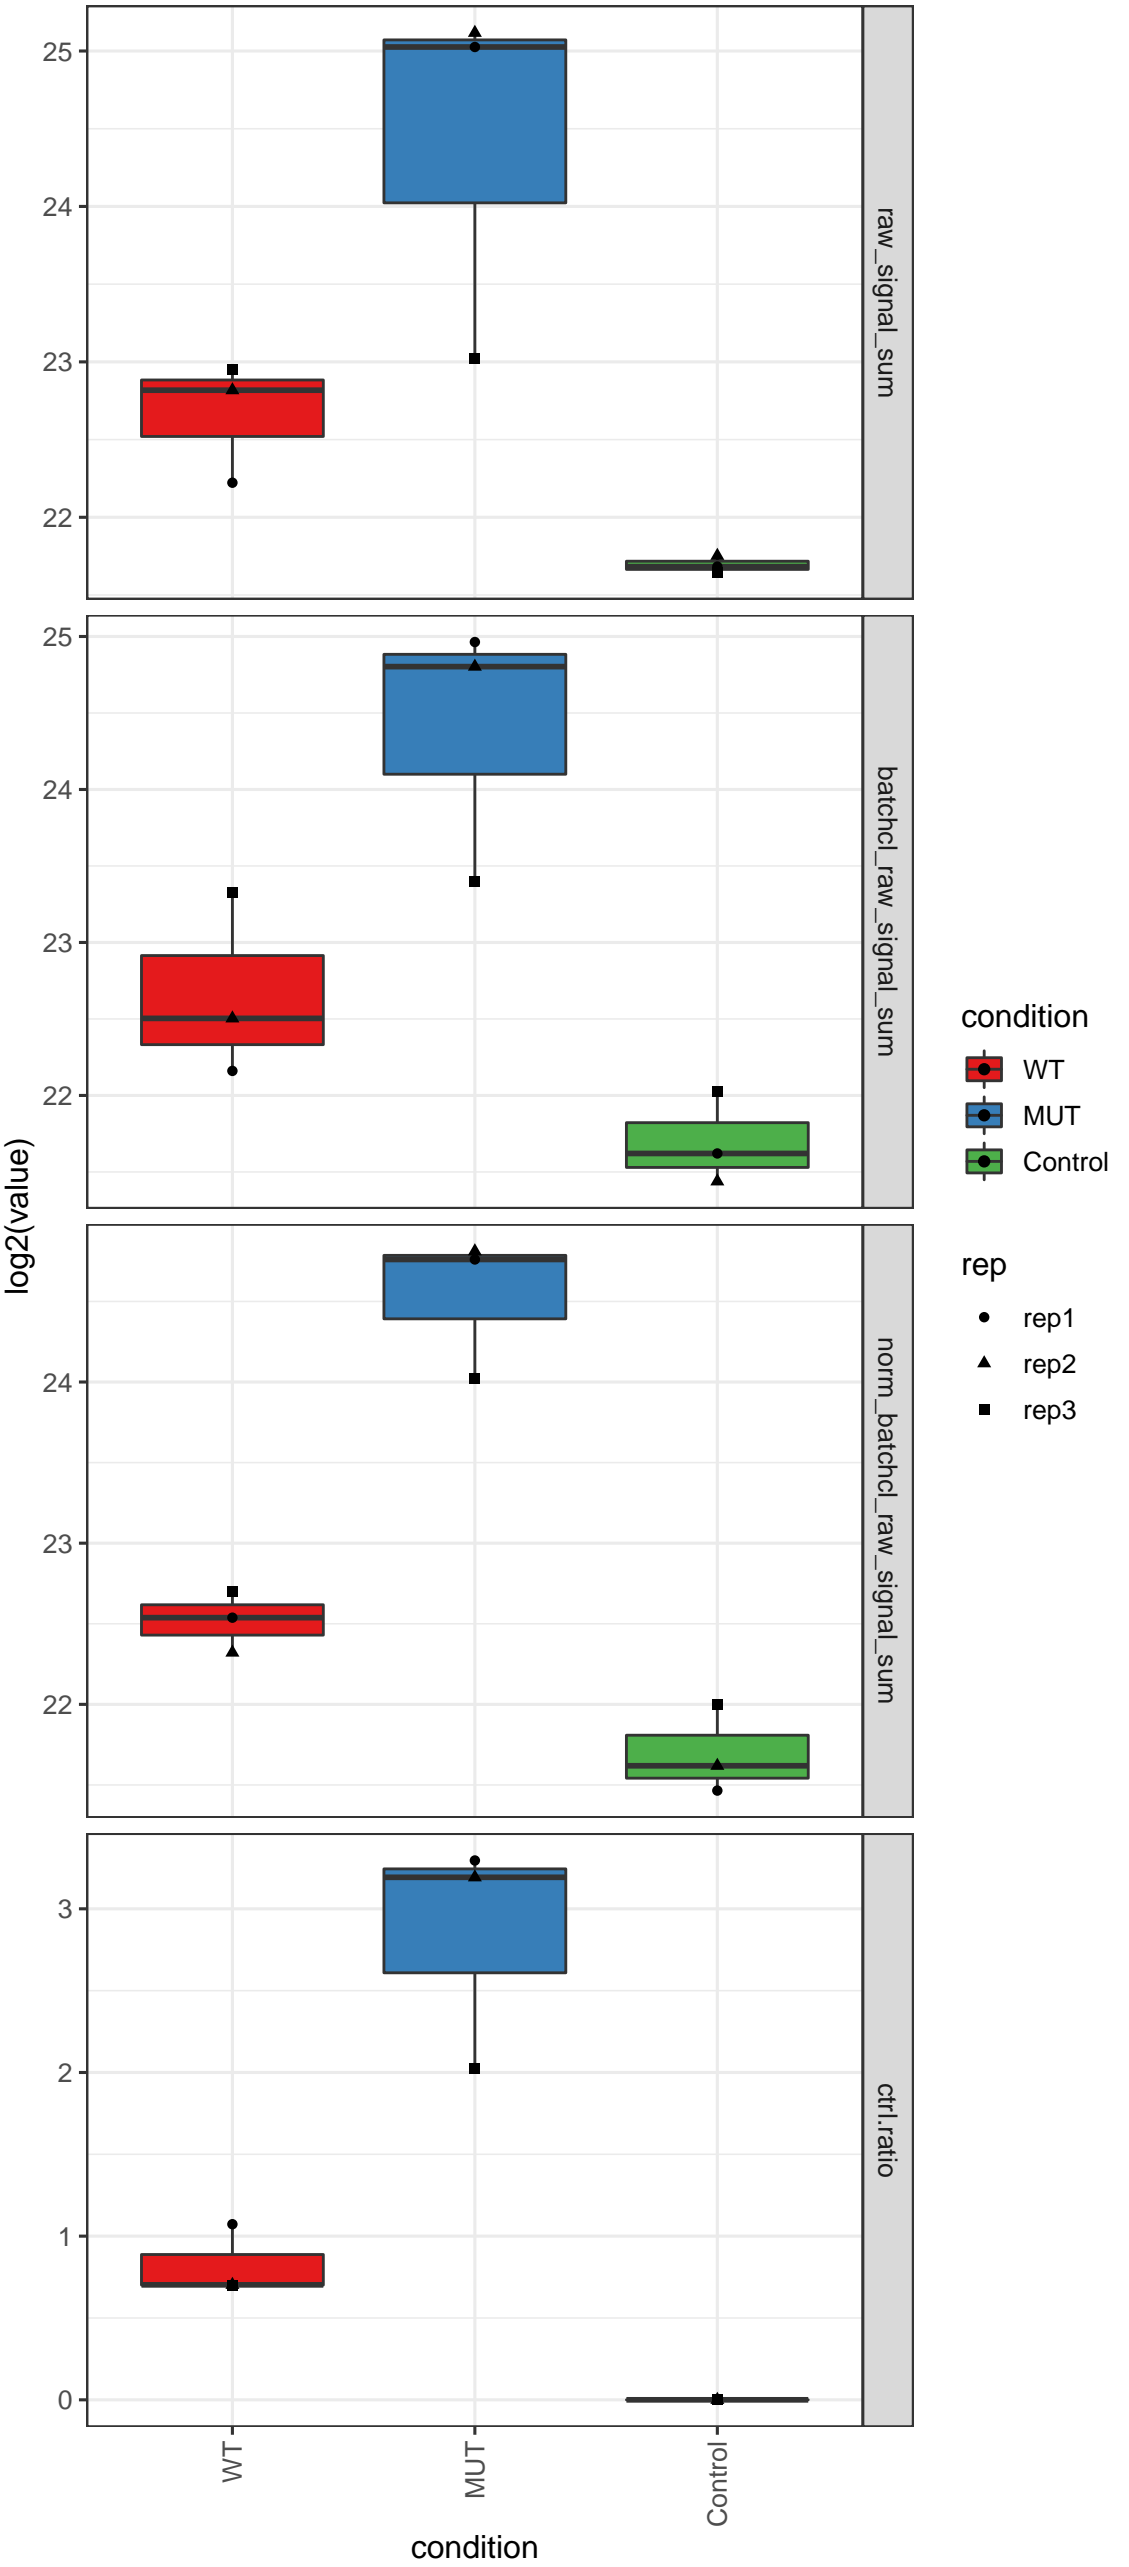 log2(value)
25
24
23
22
raw_signal_sum
25
24
23
22
batchcl_raw_signal_sum
24
23
22
norm_batchcl_raw_signal_sum
3
2
1
0
ctrl.ratio
WT
MUT
Control
condition
condition
WT
MUT
Control
rep
rep1
rep2
rep3